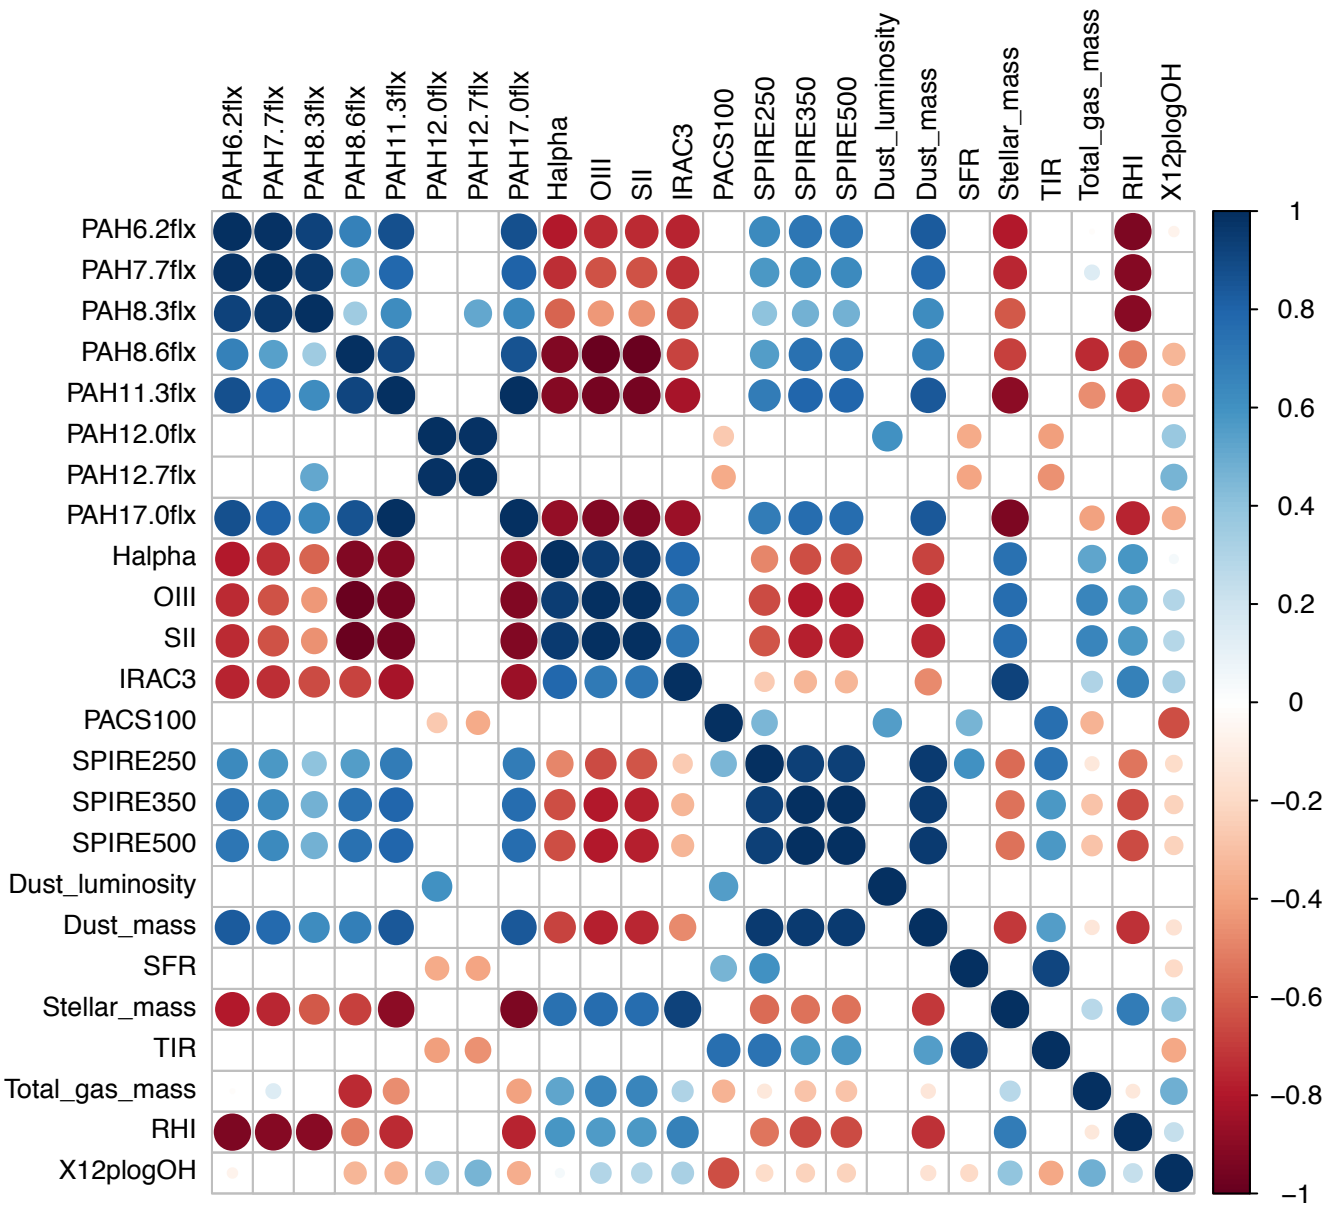 PAH6.2flx
PAH7.7flx
PAH8.3flx
PAH8.6flx
PAH11.3flx
PAH12.0flx
PAH12.7flx
PAH17.0flx
Halpha
OIII
SII
IRAC3
PACS100
SPIRE250
SPIRE350
SPIRE500
Dust_luminosity
Dust_mass
SFR
Stellar_mass
TIR
Total_gas_mass
RHI
X12plogOH
PAH6.2flx
PAH7.7flx
PAH8.3flx
PAH8.6flx
PAH11.3flx
PAH12.0flx
PAH12.7flx
PAH17.0flx
Halpha
OIII
SII
IRAC3
PACS100
SPIRE250
SPIRE350
SPIRE500
Dust_luminosity
Dust_mass
SFR
Stellar_mass
TIR
Total_gas_mass
RHI
X12plogOH
1
0.8
0.6
0.4
0.2
0
−0.2
−0.4
−0.6
−0.8
−1